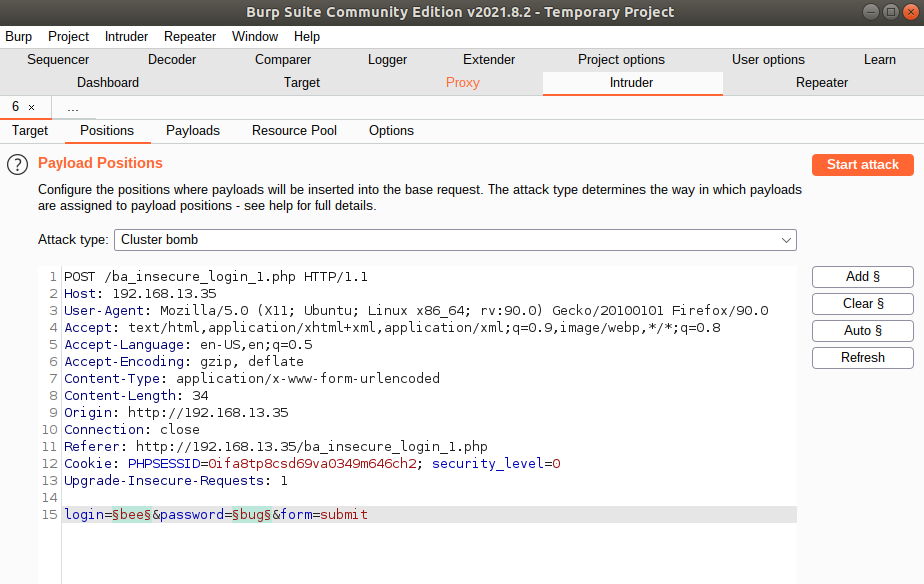 Burp Suite Community Edition v2021.8.2 - Temporary Project
Burp Project Intruder Repeater Window Help
Sequencer Decoder Comparer Logger Extender Project options User options Learn
Dashboard Target Proxy Intruder Repeater
6 × ...
Target Positions Payloads Resource Pool Options
? Payload Positions Start attack
Configure the positions where payloads will be inserted into the base request. The attack type determines the way in which payloads
are assigned to payload positions - see help for full details.
Attack type: Cluster bomb
Add §
Clear §
Auto §
Refresh
1 POST /ba_insecure_login_1.php HTTP/1.1
2 Host: 192.168.13.35
3 User-Agent: Mozilla/5.0 (X11; Ubuntu; Linux x86_64; rv:90.0) Gecko/20100101 Firefox/90.0
4 Accept: text/html,application/xhtml+xml,application/xml;q=0.9,image/webp,*/*;q=0.8
5 Accept-Language: en-US,en;q=0.5
6 Accept-Encoding: gzip, deflate
7 Content-Type: application/x-www-form-urlencoded
8 Content-Length: 34
9 Origin: http://192.168.13.35
10 Connection: close
11 Referer: http://192.168.13.35/ba_insecure_login_1.php
12 Cookie: PHPSESSID=0ifa8tp8csd69va0349m646ch2; security_level=0
13 Upgrade-Insecure-Requests: 1
14
15 login=§bee§&password=§bug§&form=submit